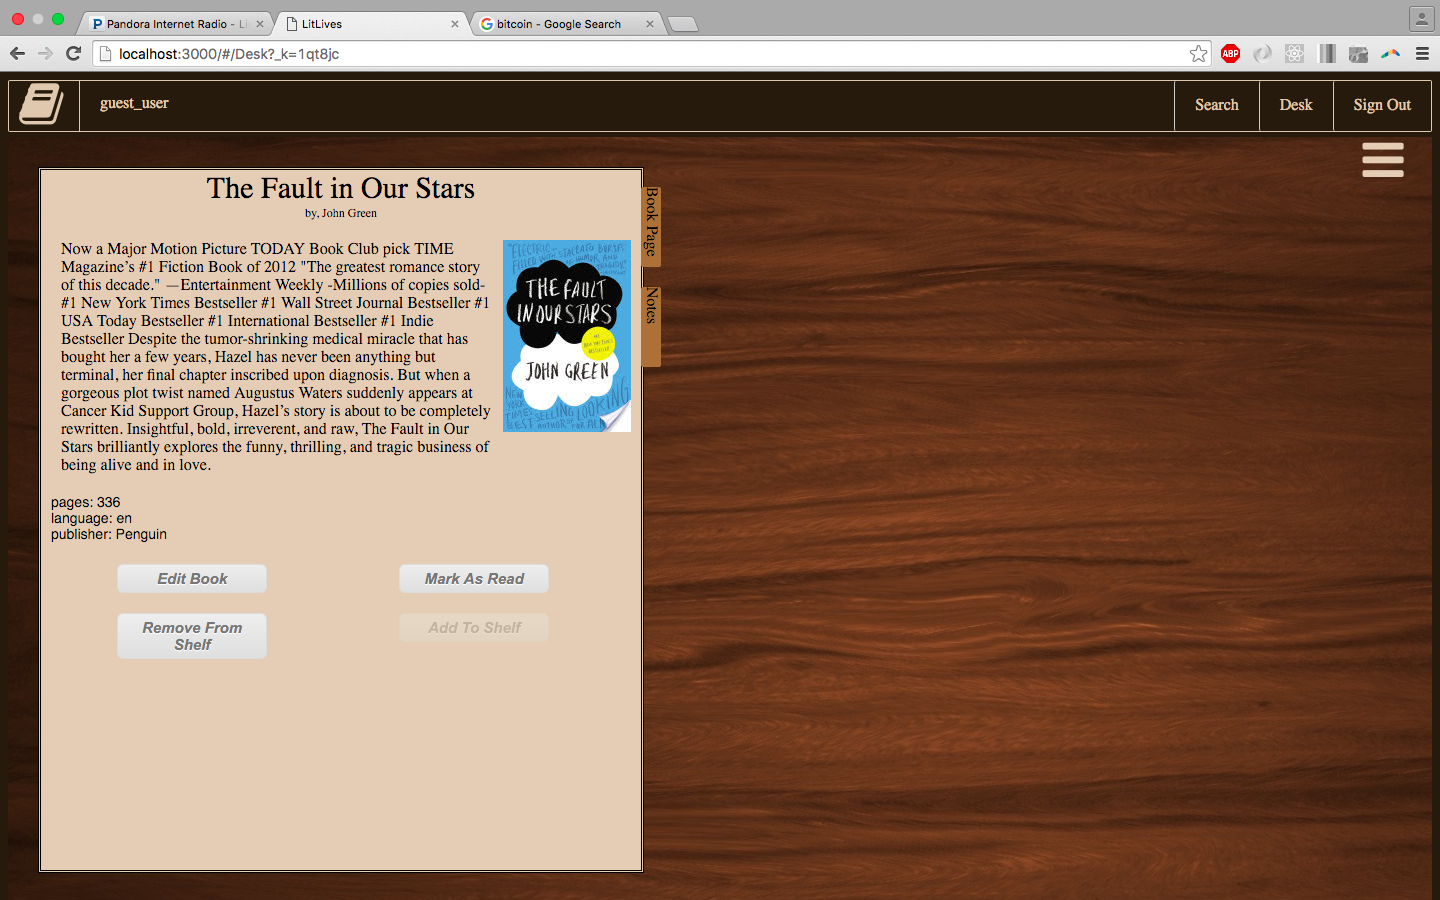 Pandora Internet Radio - Li
LitLives
bitcoin - Google Search
localhost:3000/#/Desk?_k=1qt8jc
ABP
guest_user
Search
Desk
Sign Out
The Fault in Our Stars
by, John Green
Now a Major Motion Picture TODAY Book Club pick TIME
Magazine’s #1 Fiction Book of 2012 "The greatest romance story
of this decade." —Entertainment Weekly -Millions of copies sold-
#1 New York Times Bestseller #1 Wall Street Journal Bestseller #1
USA Today Bestseller #1 International Bestseller #1 Indie
Bestseller Despite the tumor-shrinking medical miracle that has
bought her a few years, Hazel has never been anything but
terminal, her final chapter inscribed upon diagnosis. But when a
gorgeous plot twist named Augustus Waters suddenly appears at
Cancer Kid Support Group, Hazel’s story is about to be completely
rewritten. Insightful, bold, irreverent, and raw, The Fault in Our
Stars brilliantly explores the funny, thrilling, and tragic business of
being alive and in love.
THE FAULT
IN OUR STARS
JOHN GREEN
Book Page
Notes
pages: 336
language: en
publisher: Penguin
Edit Book
Mark As Read
Remove From
Shelf
Add To Shelf